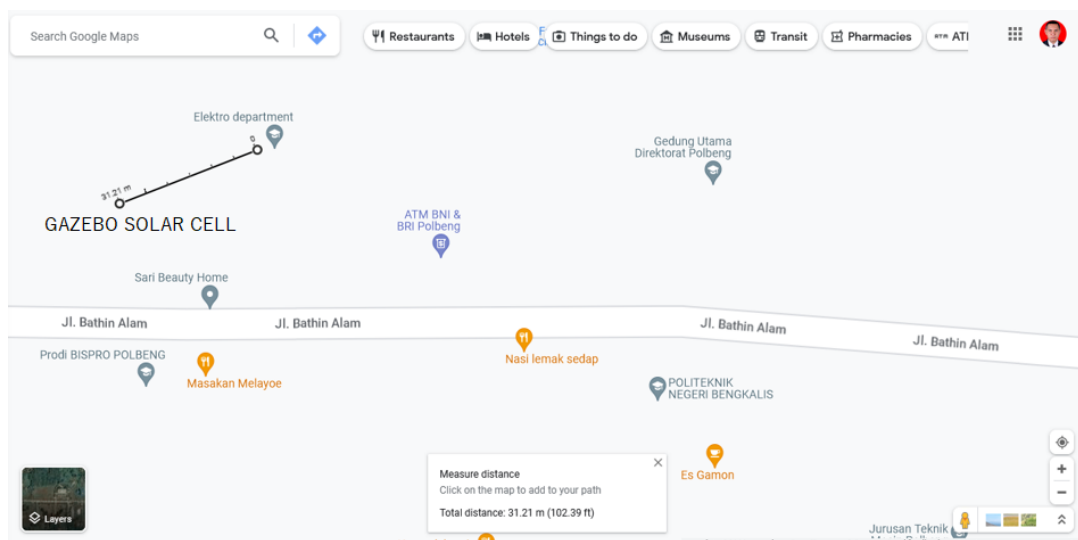 Search Google Maps
Restaurants
Hotels
Things to do
Museums
Transit
Pharmacies
ATM
Elektro department
0
31.21 m
GAZEBO SOLAR CELL
Gedung Utama
Direktorat Polbeng
ATM BNI &
BRI Polbeng
Sari Beauty Home
Jl. Bathin Alam
Jl. Bathin Alam
Jl. Bathin Alam
Jl. Bathin Alam
Prodi BISPRO POLBENG
Masakan Melayoe
Nasi lemak sedap
POLITEKNIK
NEGERI BENGKALIS
Es Gamon
Measure distance
Click on the map to add to your path
Total distance: 31.21 m (102.39 ft)
Layers
Jurusan Teknik